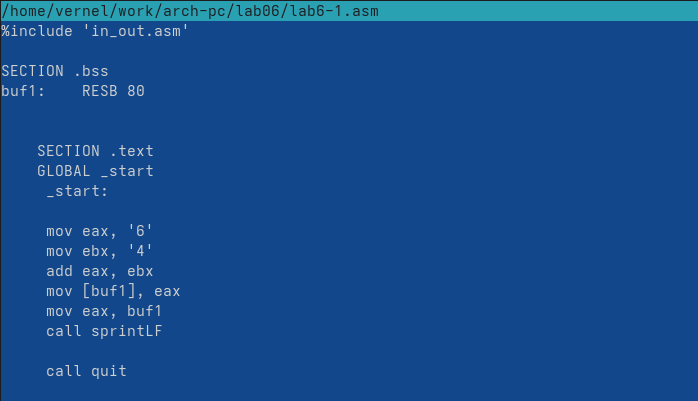 /home/vernel/work/arch-pc/lab06/lab6-1.asm
%include 'in_out.asm'
SECTION .bss
buf1:    RESB 80
SECTION .text
GLOBAL _start
_start:
mov eax, '6'
mov ebx, '4'
add eax, ebx
mov [buf1], eax
mov eax, buf1
call sprintLF
call quit